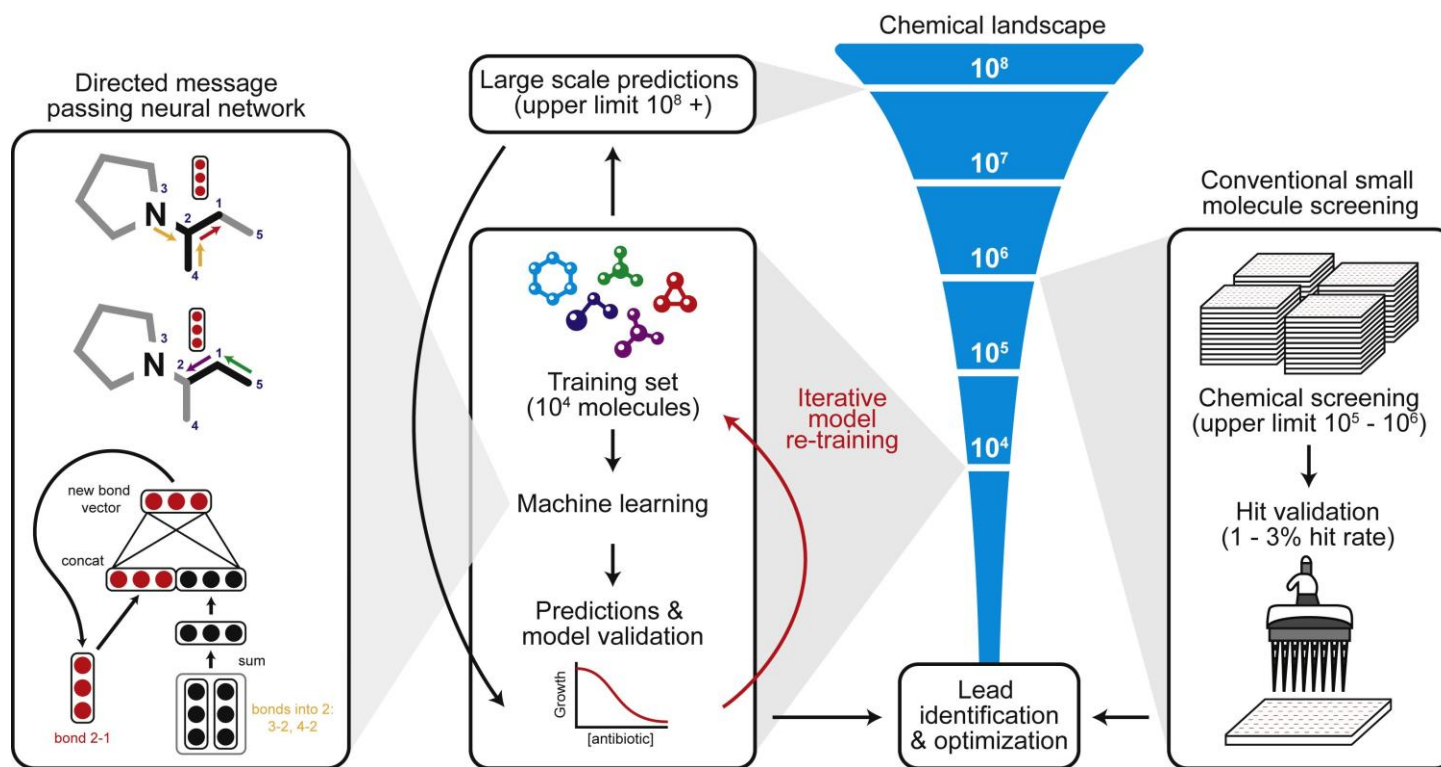 Directed message
passing neural network
3
2
1
N
5
4
3
2
1
N
5
4
new bond
vector
concat
sum
bond 2-1
bonds into 2:
3-2, 4-2
Large scale predictions
(upper limit 10⁸ +)
Training set
(10⁴ molecules)
Machine learning
Predictions &
model validation
Growth
[antibiotic]
Iterative
model
re-training
Chemical landscape
10⁸
10⁷
10⁶
10⁵
10⁴
Lead
identification
& optimization
Conventional small
molecule screening
Chemical screening
(upper limit 10⁵ - 10⁶)
Hit validation
(1 - 3% hit rate)